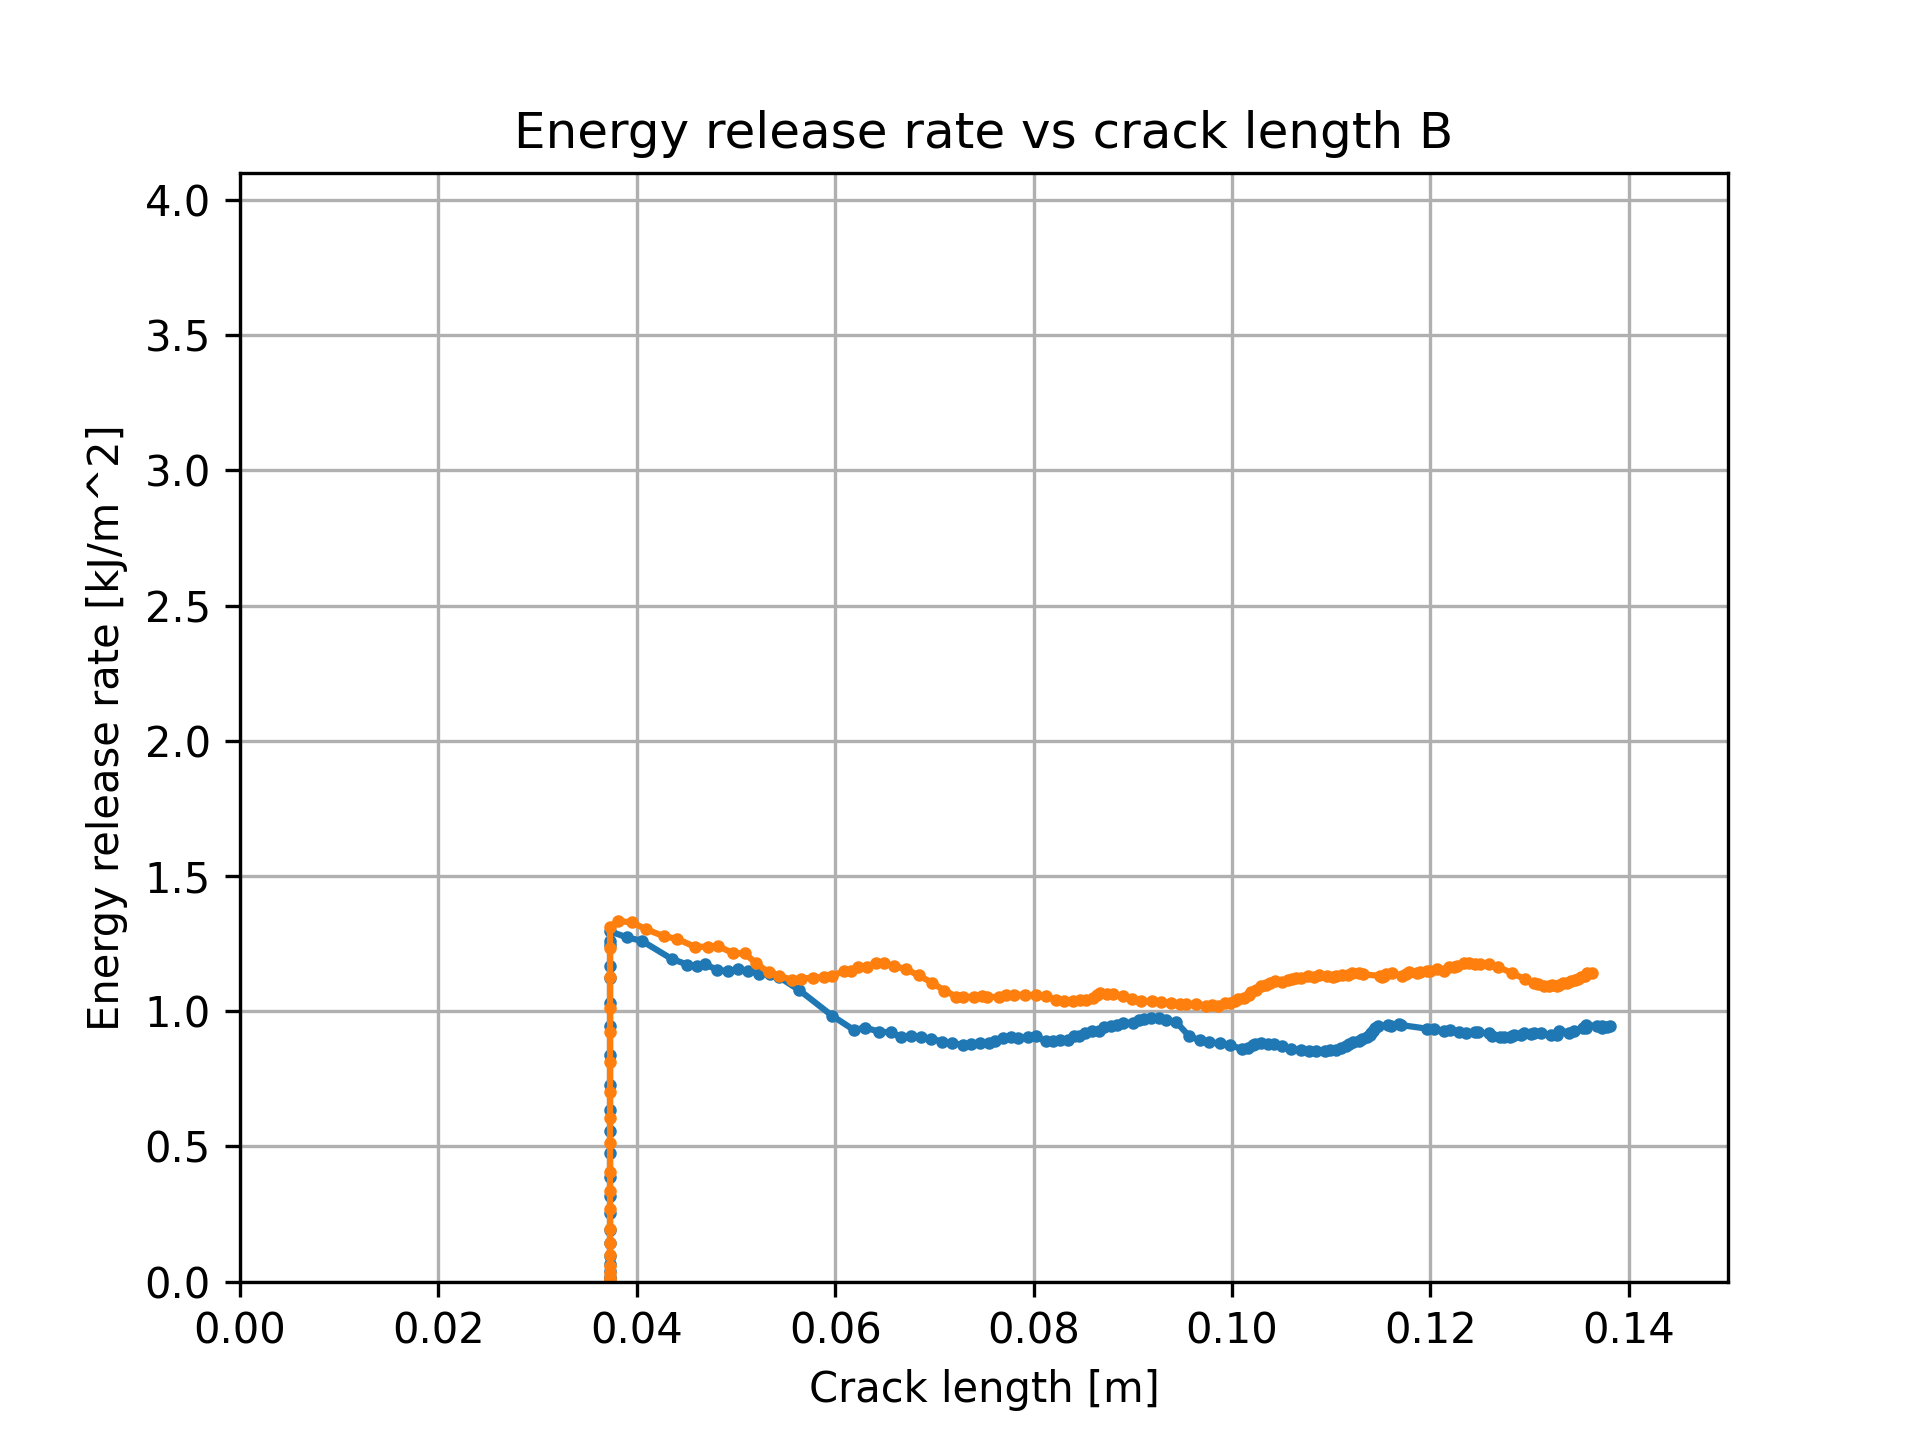 Energy release rate vs crack length B
Energy release rate [kJ/m^2]
4.0
3.5
3.0
2.5
2.0
1.5
1.0
0.5
0.0
0.00 0.02 0.04 0.06 0.08 0.10 0.12 0.14
Crack length [m]